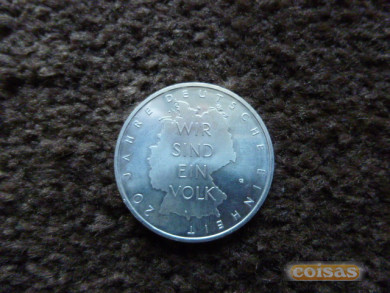 20 JAHRE DEUTSCHE EINHEIT
WIR
SIND
EIN
VOLK
coisas